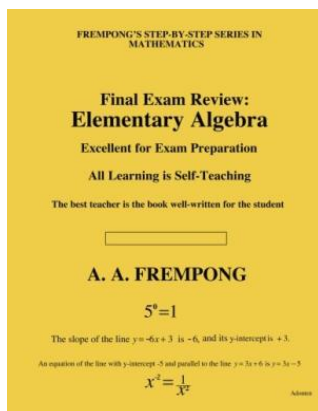 FREMPONG'S STEP-BY-STEP SERIES IN
MATHEMATICS
Final Exam Review:
Elementary Algebra
Excellent for Exam Preparation
All Learning is Self-Teaching
The best teacher is the book well-written for the student
A. A. FREMPONG
5⁰=1
The slope of the line y = -6x + 3 is -6, and its y-intercept is + 3.
An equation of the line with y-intercept -5 and parallel to the line y = 3x + 6 is y = 3x - 5
x⁻² = 1/x²